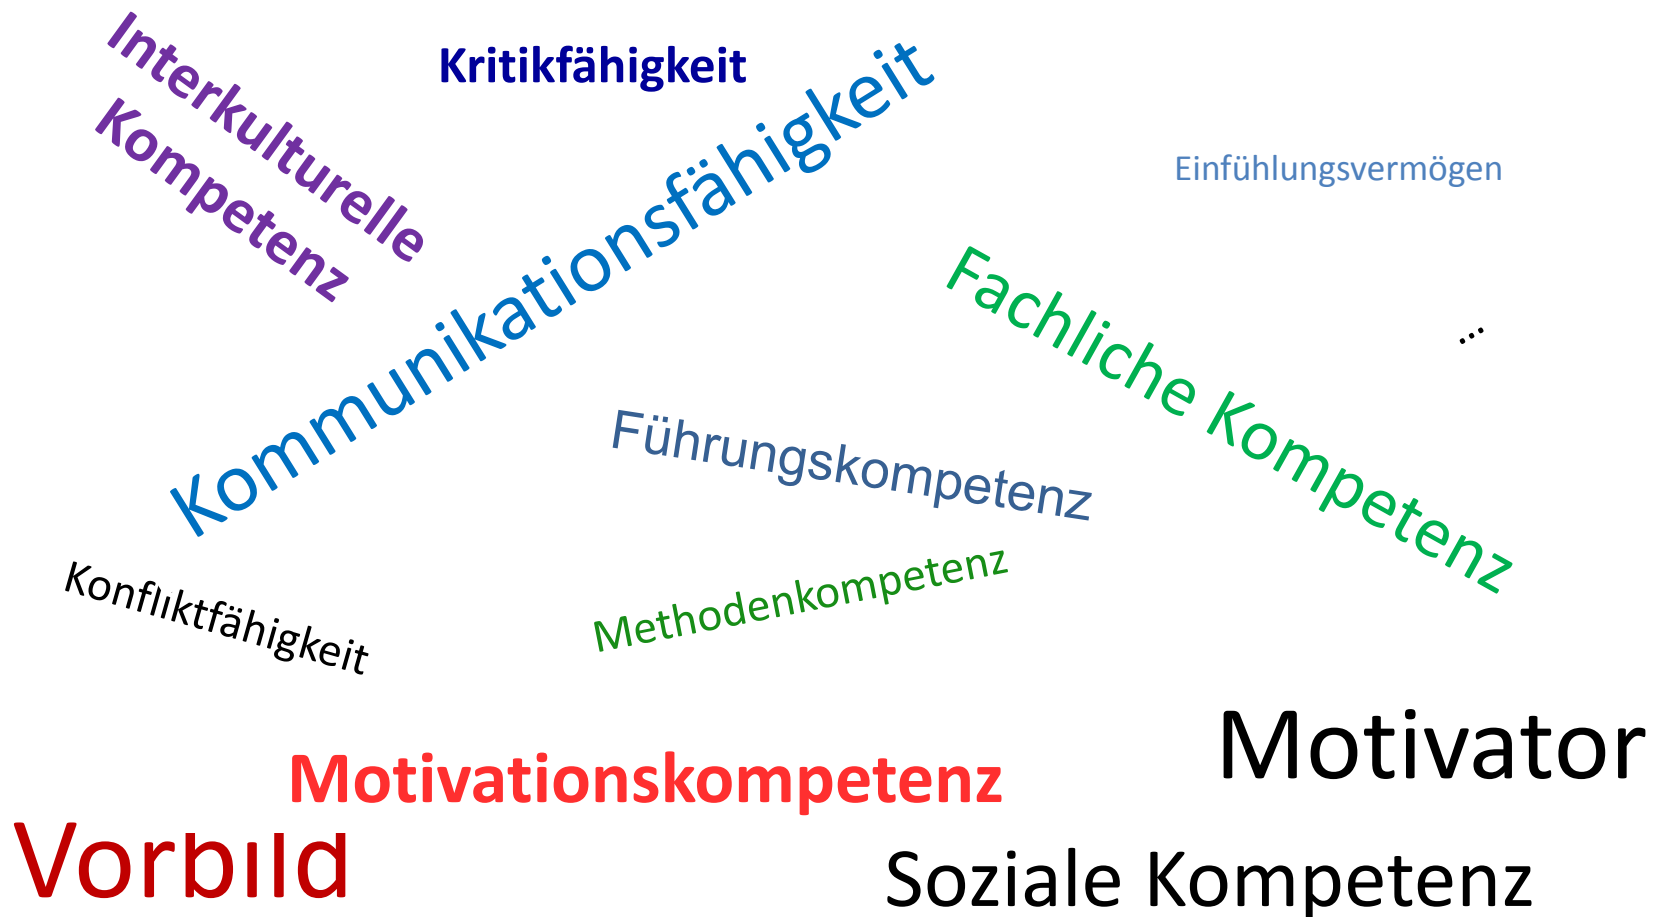 Interkulturelle
Kompetenz
Kritikfähigkeit
Kommunikationsfähigkeit
Einfühlungsvermögen
Fachliche Kompetenz
...
Führungskompetenz
Konfliktfähigkeit
Methodenkompetenz
Motivator
Motivationskompetenz
Vorbild
Soziale Kompetenz